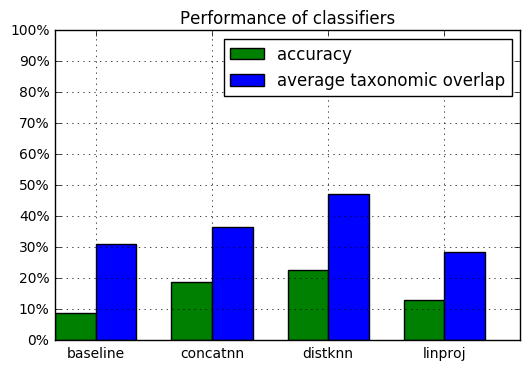 Performance of classifiers
100%
90%
80%
70%
60%
50%
40%
30%
20%
10%
0%
accuracy
average taxonomic overlap
baseline
concatnn
distknn
linproj